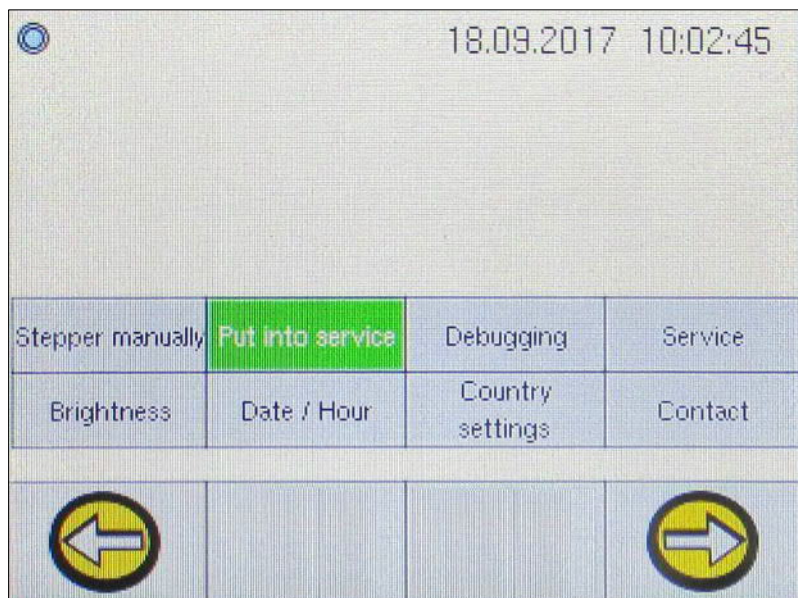 18.09.2017 10:02:45
Stepper manually Put into service Debugging Service
Brightness Date / Hour Country settings Contact